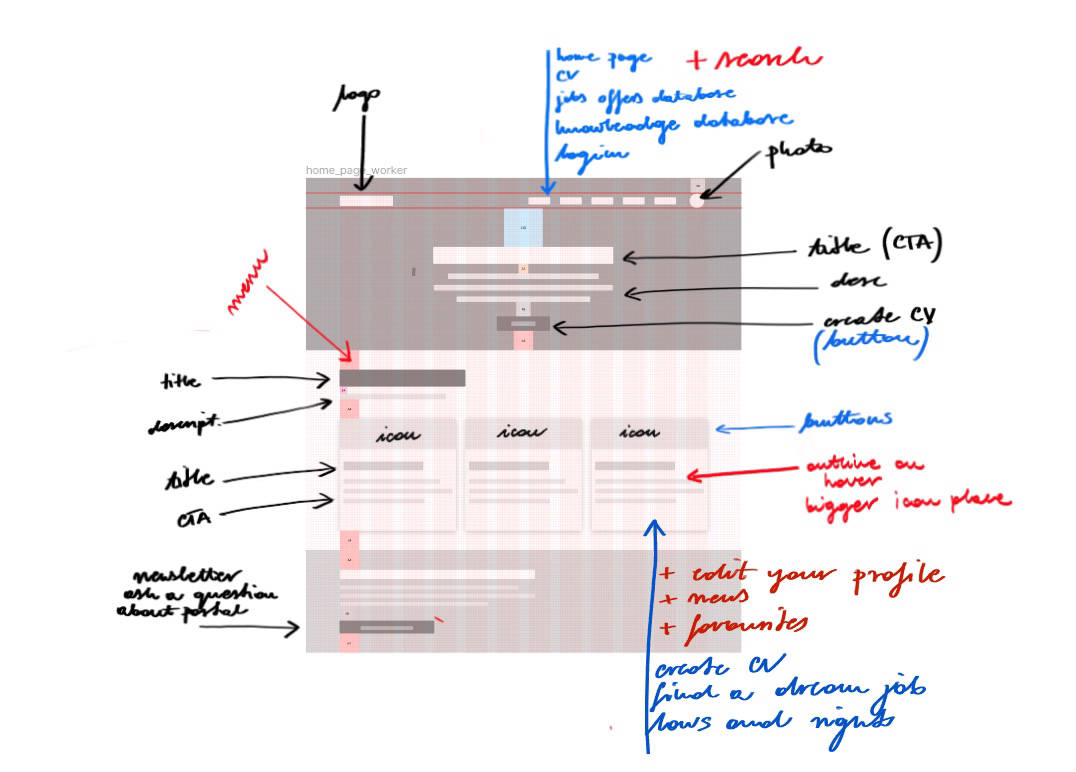 home page
+ search
CV
jobs offers database
knowleadge database
login
logo
photo
home_page_worker
title (CTA)
desc
create CV
(button)
menu
title
descript.
icon
icon
icon
buttons
title
CTA
outline on
hover
bigger icon place
newsletter
ask a question
about portal
+ edit your profile
+ news
+ favourites
create CV
find a dream job
laws and rights